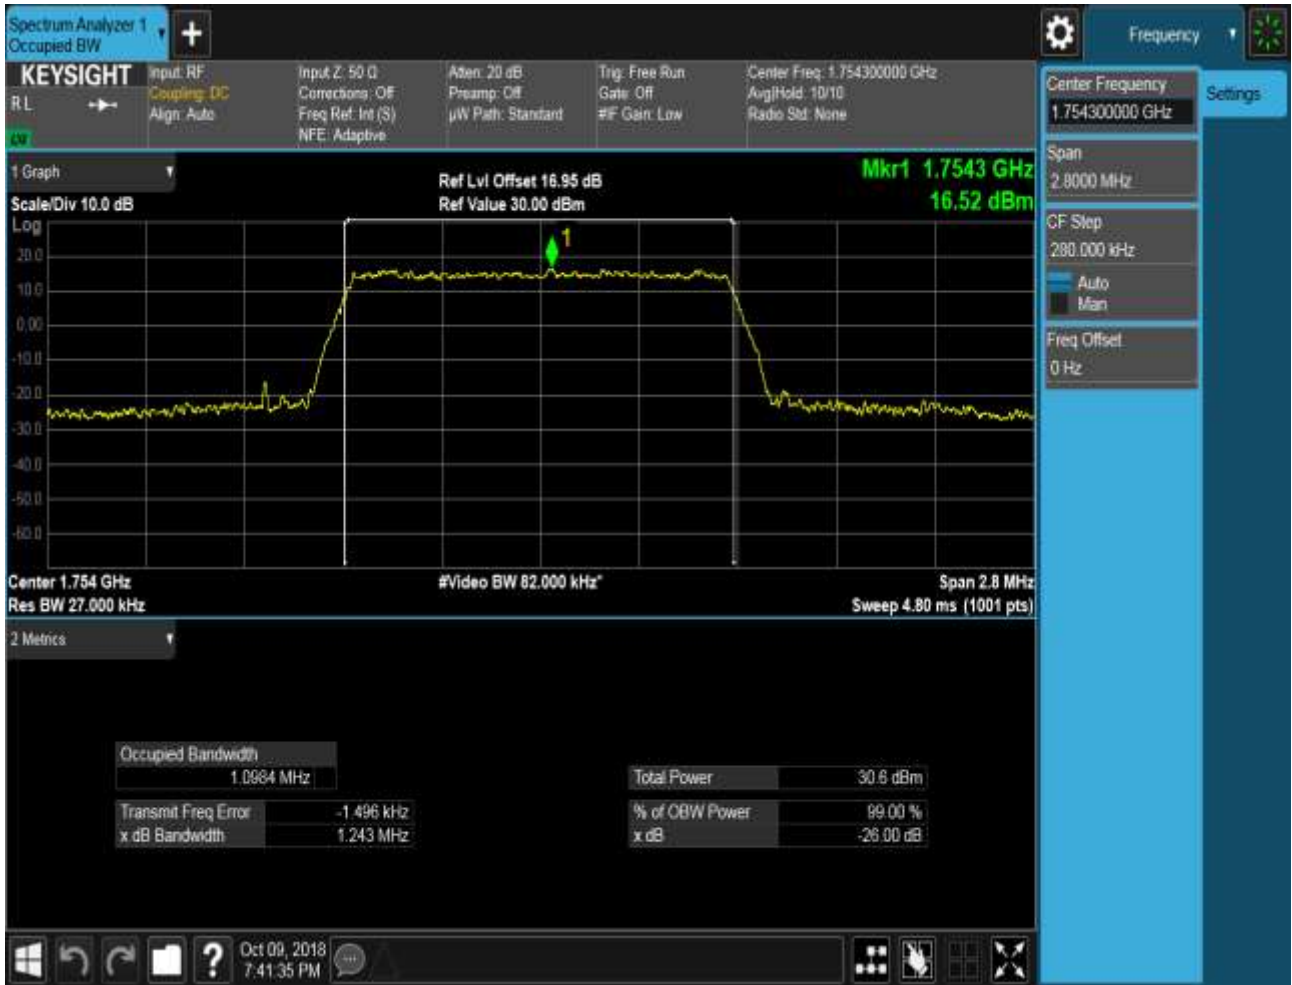 Spectrum Analyzer 1
Occupied BW
Frequency
KEYSIGHT
RL
Input: RF
Coupling: DC
Align: Auto
Input Z: 50 Ω
Corrections: Off
Freq Ref: Int (S)
NFE: Adaptive
Atten: 20 dB
Preamp: Off
µW Path: Standard
Trig: Free Run
Gate: Off
#IF Gain: Low
Center Freq: 1.754300000 GHz
Avg|Hold: 10/10
Radio Std: None
Center Frequency
1.754300000 GHz
Settings
Span
2.8000 MHz
CF Step
280.000 kHz
Auto
Man
Freq Offset
0 Hz
1 Graph
Scale/Div 10.0 dB
Ref Lvl Offset 16.95 dB
Ref Value 30.00 dBm
Mkr1 1.7543 GHz
16.52 dBm
Log
1
20.0
10.0
0.00
-10.0
-20.0
-30.0
-40.0
-50.0
-60.0
Center 1.754 GHz
#Video BW 82.000 kHz*
Span 2.8 MHz
Res BW 27.000 kHz
Sweep 4.80 ms (1001 pts)
2 Metrics
Occupied Bandwidth
1.0984 MHz
Total Power 30.6 dBm
Transmit Freq Error -1.496 kHz
% of OBW Power 99.00 %
x dB Bandwidth 1.243 MHz
x dB -26.00 dB
?
Oct 09, 2018
7:41:35 PM